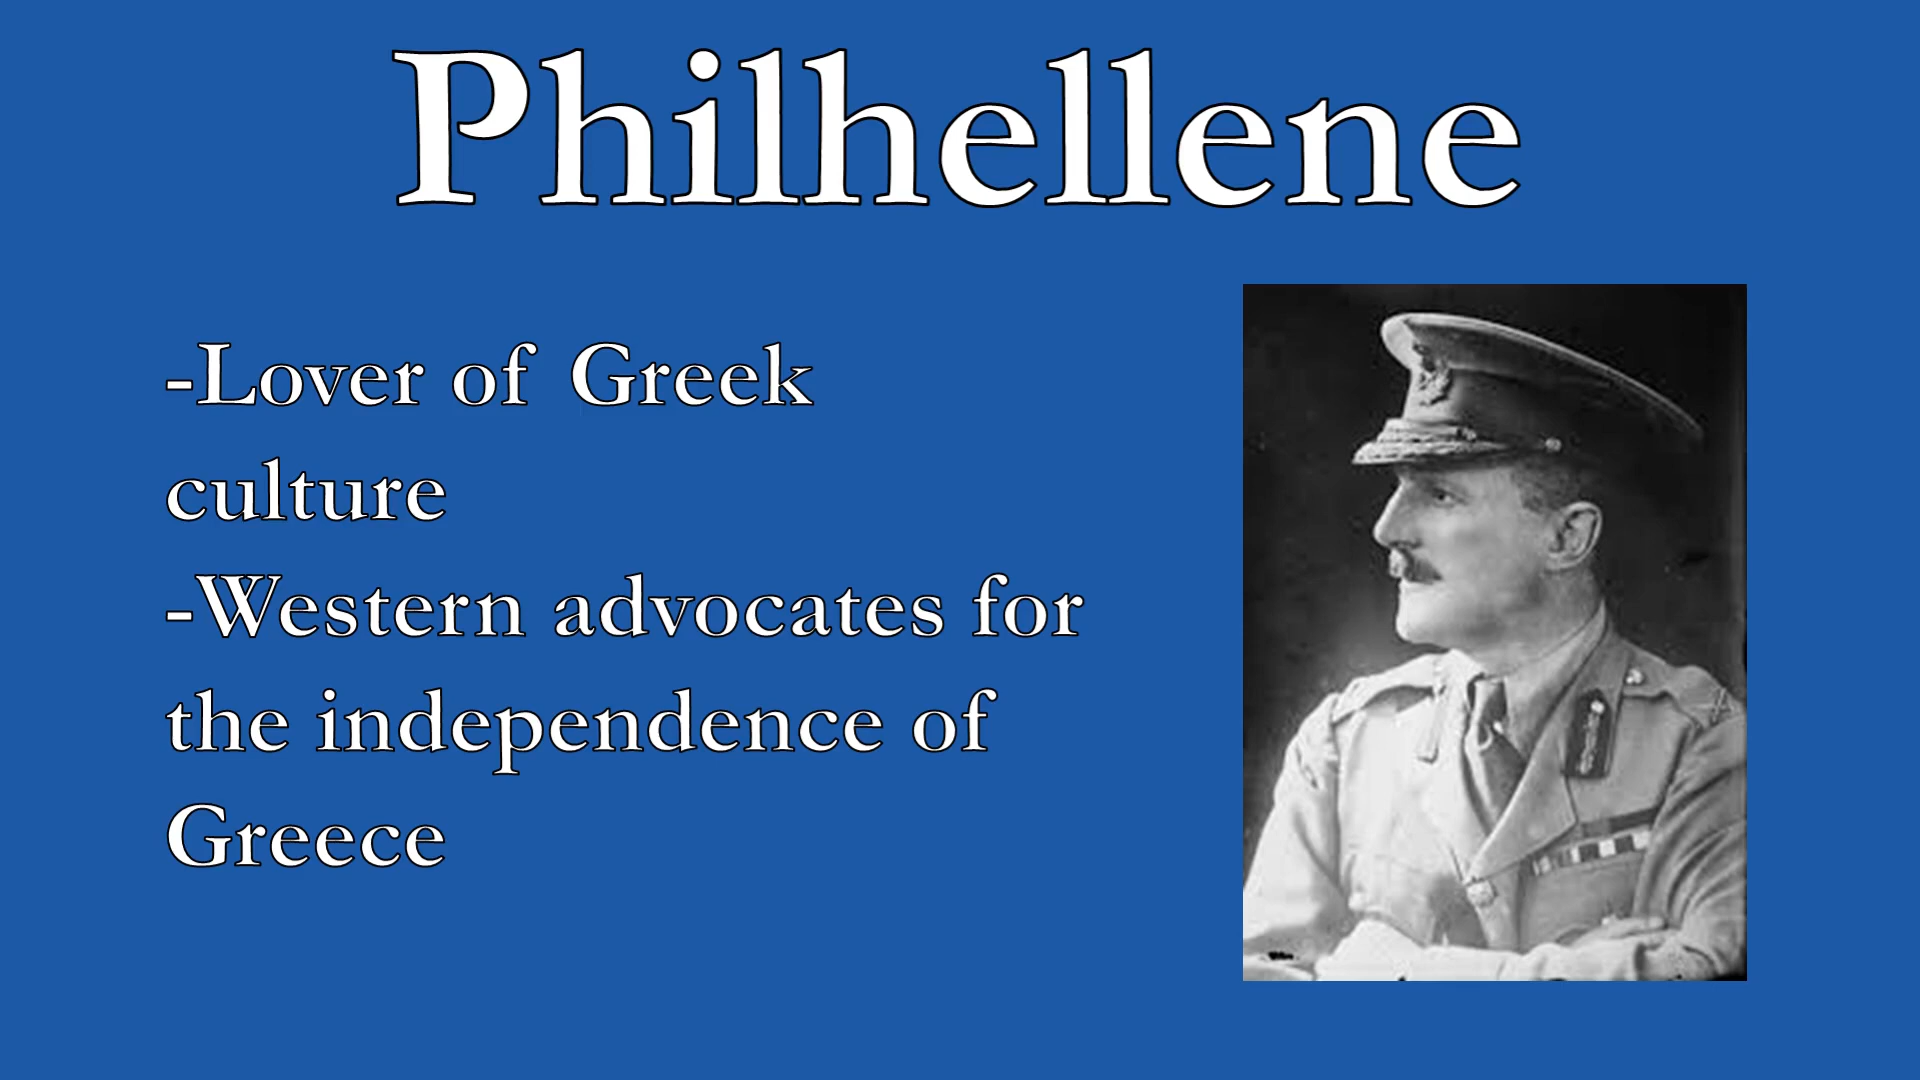 Philhellene
-Lover of Greek
culture
-Western advocates for
the independence of
Greece